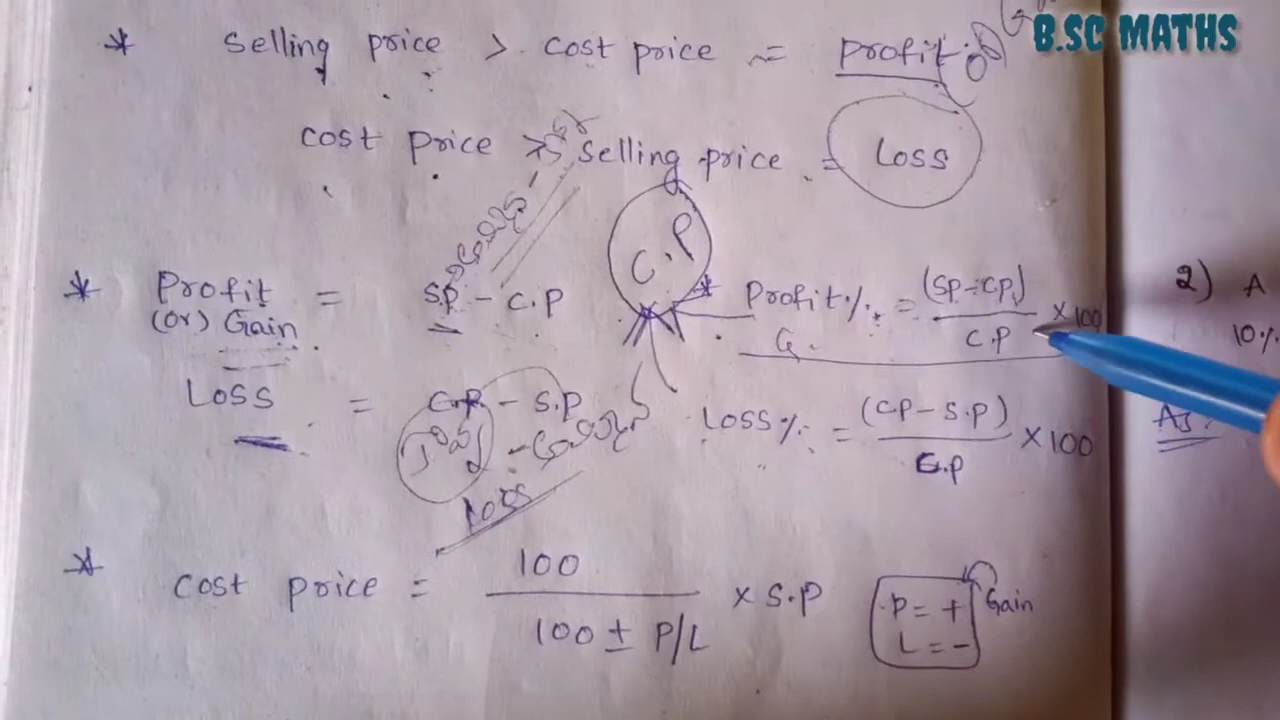 B.SC MATHS
* Selling price > cost price = profit
cost price > selling price = Loss
C.P
* Profit (or) Gain = S.P - C.P
* Profit % = (SP-CP) / C.P × 100
G.
Loss = C.P - S.P
Loss % = (C.P - S.P) / C.P × 100
Loss
* cost price = 100 / 100 ± P/L × S.P
P = + Gain
L = -
2) A
10%